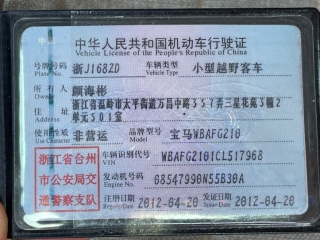 中华人民共和国机动车行驶证
Vehicle License of the People's Republic of China
号牌号码 浙J168ZD 车辆类型 小型越野客车
Plate No. Vehicle Type
所有人 颜海彬
Owner
住址 浙江省温岭市太平街道万昌中路357弄三星花苑3幢2
单元501室
Address
使用性质 非营运 品牌型号 宝马WBAFG210
Use Character Model
浙江省台州 车辆识别代号 WBAFG2101CL517968
VIN
市公安局交 发动机号码 08547990N55B30A
Engine No.
通警察支队 注册日期 2012-04-20 发证日期 2012-04-20
Register Date Issue Date